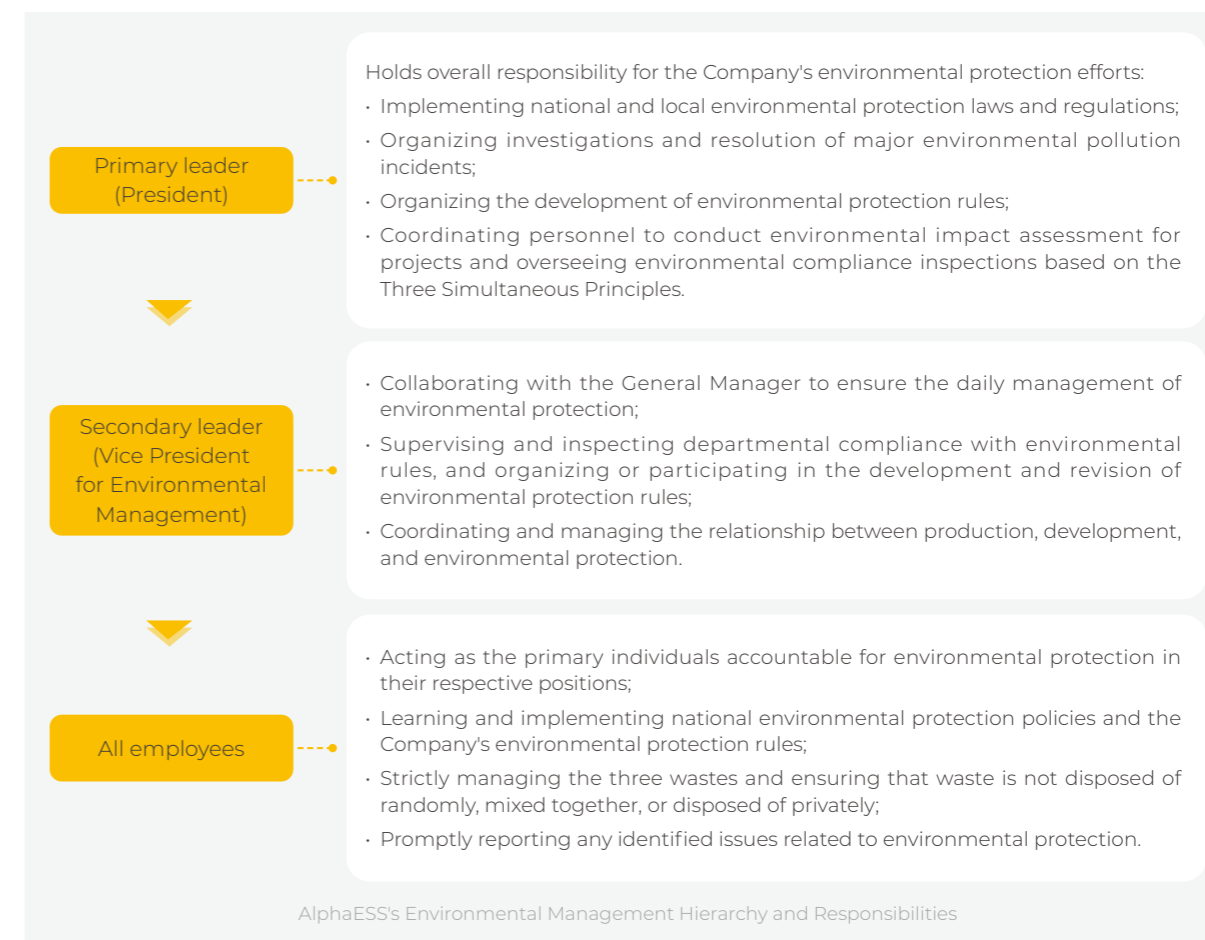 Holds overall responsibility for the Company's environmental protection efforts:
· Implementing national and local environmental protection laws and regulations;
· Organizing investigations and resolution of major environmental pollution
incidents;
Primary leader
(President)
· Organizing the development of environmental protection rules;
· Coordinating personnel to conduct environmental impact assessment for
projects and overseeing environmental compliance inspections based on the
Three Simultaneous Principles.
· Collaborating with the General Manager to ensure the daily management of
environmental protection;
Secondary leader
(Vice President
for Environmental
Management)
· Supervising and inspecting departmental compliance with environmental
rules, and organizing or participating in the development and revision of
environmental protection rules;
· Coordinating and managing the relationship between production, development,
and environmental protection.
· Acting as the primary individuals accountable for environmental protection in
their respective positions;
· Learning and implementing national environmental protection policies and the
Company's environmental protection rules;
All employees
· Strictly managing the three wastes and ensuring that waste is not disposed of
randomly, mixed together, or disposed of privately;
· Promptly reporting any identified issues related to environmental protection.
AlphaESS's Environmental Management Hierarchy and Responsibilities